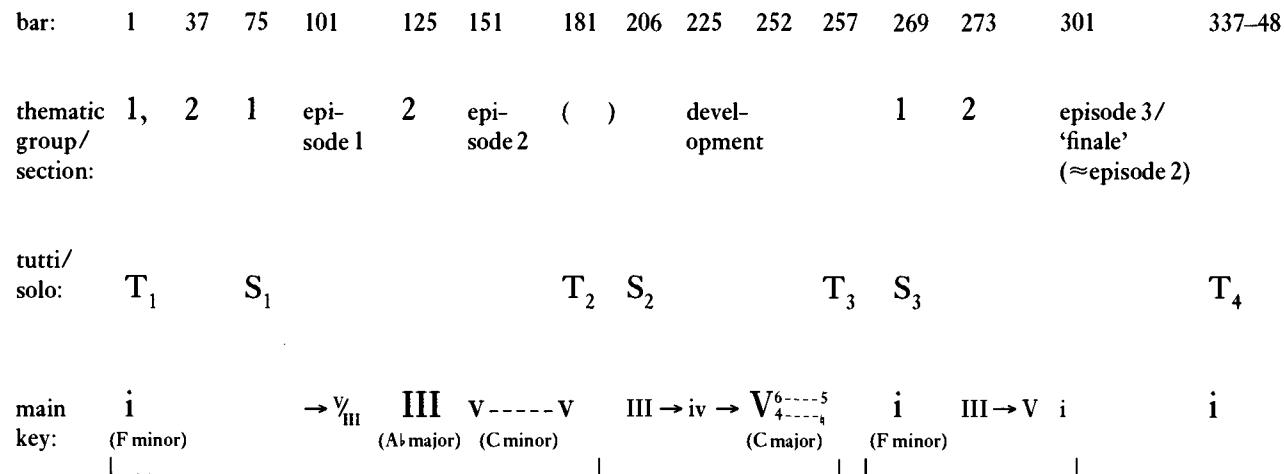 bar: 1 37 75 101 125 151 181 206 225 252 257 269 273 301 337–48
thematic 1, 2 1 epi- 2 epi- ( ) devel- 1 2 episode 3/
group/ sode 1 sode 2 opment ‘finale’
section: (≈episode 2)
tutti/
solo: T₁ S₁ T₂ S₂ T₃ S₃ T₄
main i → V/III III v-----v III → iv → V6----5 4----♮ i III → V i i
key: (F minor) (A♭ major) (C minor) (C major) (F minor)